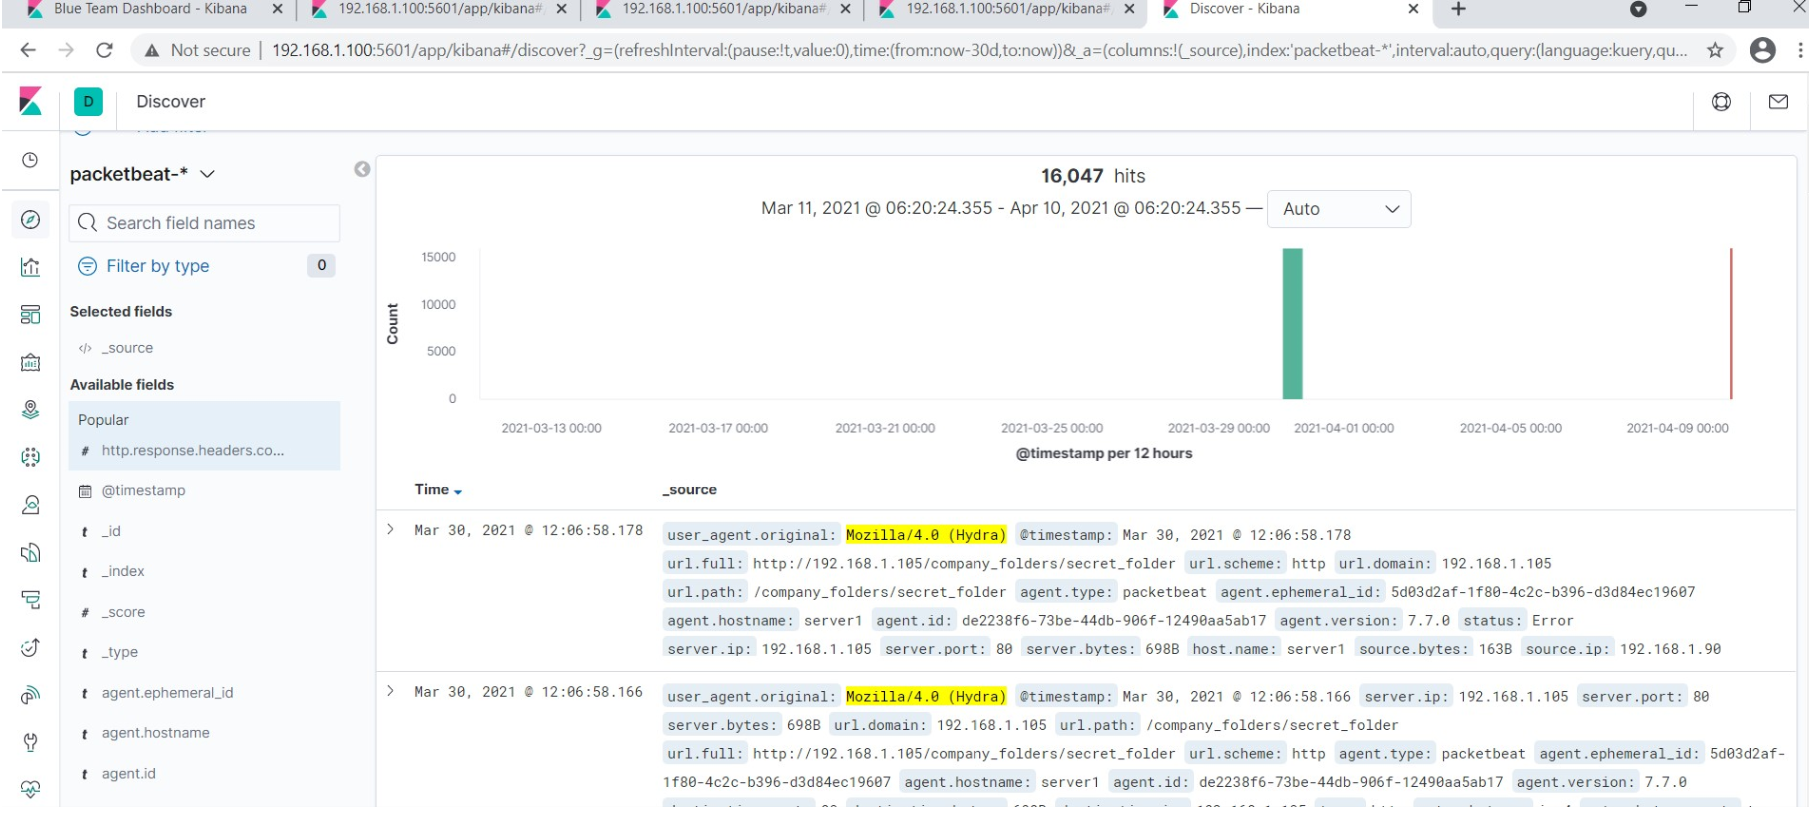 Blue Team Dashboard - Kibana
192.168.1.100:5601/app/kibana#
192.168.1.100:5601/app/kibana#
192.168.1.100:5601/app/kibana#
Discover - Kibana
Not secure | 192.168.1.100:5601/app/kibana#/discover?_g=(refreshInterval:(pause:!t,value:0),time:(from:now-30d,to:now))&_a=(columns:!(_source),index:'packetbeat-*',interval:auto,query:(language:kuery,qu...
D Discover
packetbeat-*
Search field names
Filter by type 0
Selected fields
</> _source
Available fields
Popular
# http.response.headers.co...
@timestamp
t _id
t _index
# _score
t _type
t agent.ephemeral_id
t agent.hostname
t agent.id
16,047 hits
Mar 11, 2021 @ 06:20:24.355 - Apr 10, 2021 @ 06:20:24.355 — Auto
Count
15000
10000
5000
0
2021-03-13 00:00 2021-03-17 00:00 2021-03-21 00:00 2021-03-25 00:00 2021-03-29 00:00 2021-04-01 00:00 2021-04-05 00:00 2021-04-09 00:00
@timestamp per 12 hours
Time _source
Mar 30, 2021 @ 12:06:58.178 user_agent.original: Mozilla/4.0 (Hydra) @timestamp: Mar 30, 2021 @ 12:06:58.178
url.full: http://192.168.1.105/company_folders/secret_folder url.scheme: http url.domain: 192.168.1.105
url.path: /company_folders/secret_folder agent.type: packetbeat agent.ephemeral_id: 5d03d2af-1f80-4c2c-b396-d3d84ec19607
agent.hostname: server1 agent.id: de2238f6-73be-44db-906f-12490aa5ab17 agent.version: 7.7.0 status: Error
server.ip: 192.168.1.105 server.port: 80 server.bytes: 698B host.name: server1 source.bytes: 163B source.ip: 192.168.1.90
Mar 30, 2021 @ 12:06:58.166 user_agent.original: Mozilla/4.0 (Hydra) @timestamp: Mar 30, 2021 @ 12:06:58.166 server.ip: 192.168.1.105 server.port: 80
server.bytes: 698B url.domain: 192.168.1.105 url.path: /company_folders/secret_folder
url.full: http://192.168.1.105/company_folders/secret_folder url.scheme: http agent.type: packetbeat agent.ephemeral_id: 5d03d2af-
1f80-4c2c-b396-d3d84ec19607 agent.hostname: server1 agent.id: de2238f6-73be-44db-906f-12490aa5ab17 agent.version: 7.7.0